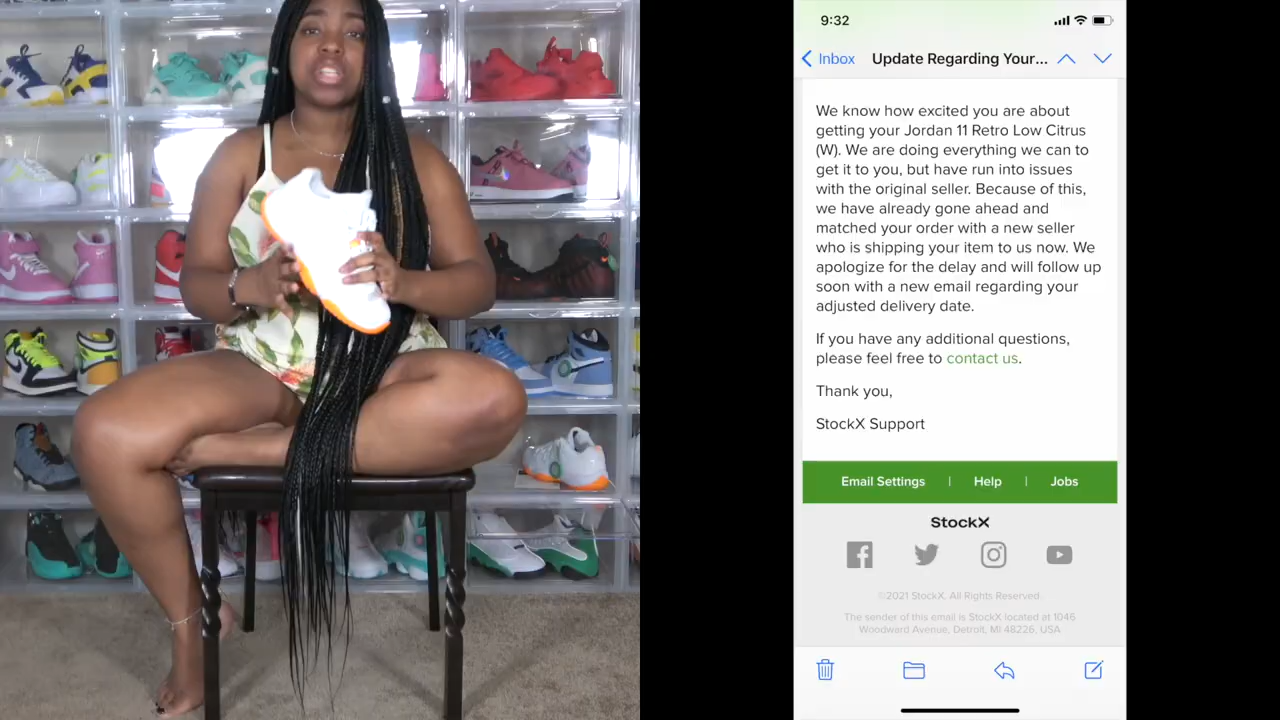 9:32
Inbox
Update Regarding Your...
We know how excited you are about
getting your Jordan 11 Retro Low Citrus
(W). We are doing everything we can to
get it to you, but have run into issues
with the original seller. Because of this,
we have already gone ahead and
matched your order with a new seller
who is shipping your item to us now. We
apologize for the delay and will follow up
soon with a new email regarding your
adjusted delivery date.
If you have any additional questions,
please feel free to contact us.
Thank you,
StockX Support
Email Settings | Help | Jobs
StockX
©2021 StockX. All Rights Reserved.
The sender of this email is StockX located at 1046
Woodward Avenue, Detroit, MI 48226, USA